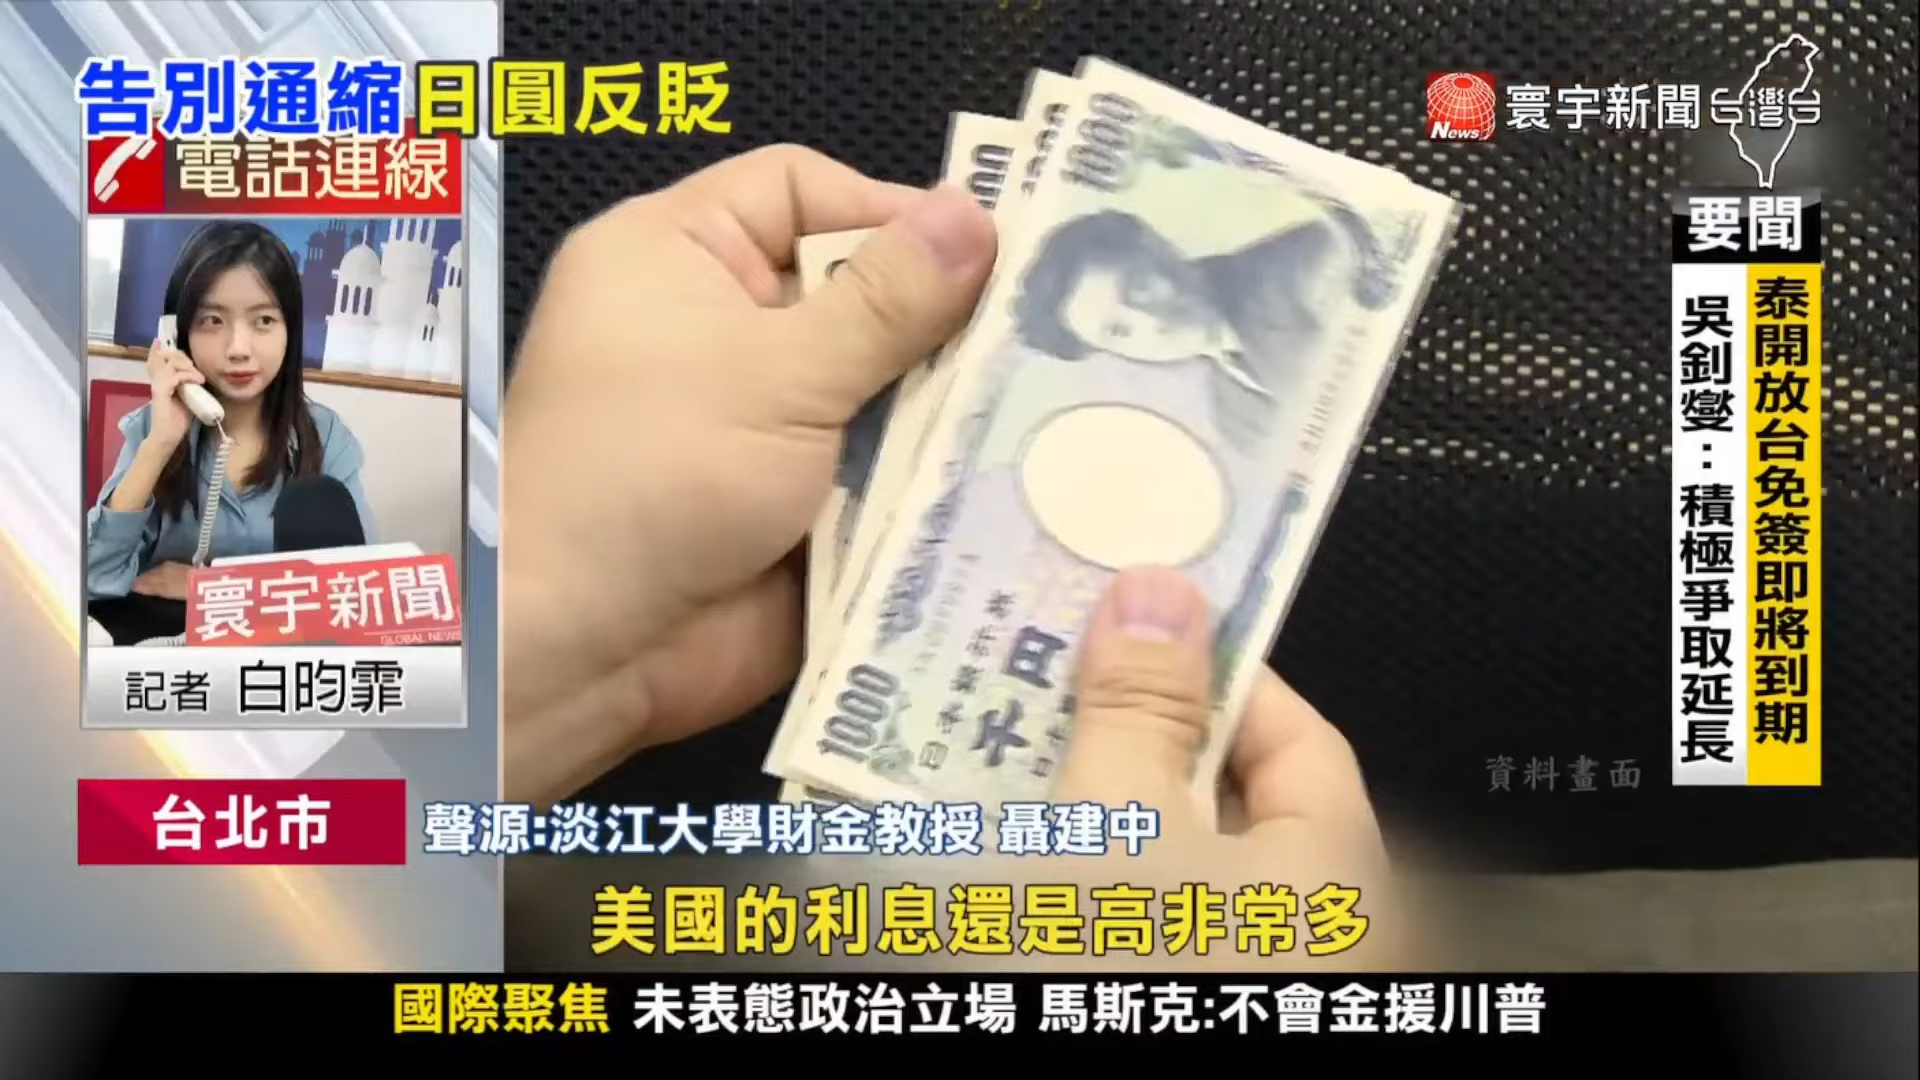 告別通縮 日圓反貶
電話連線
寰宇新聞
GLOBAL NEWS
記者 白昀霏
台北市
News 寰宇新聞 台灣台
要聞
泰開放台免簽即將到期
吳釗燮：積極爭取延長
1000
1000
資料畫面
聲源:淡江大學財金教授 聶建中
美國的利息還是高非常多
國際聚焦 未表態政治立場 馬斯克:不會金援川普